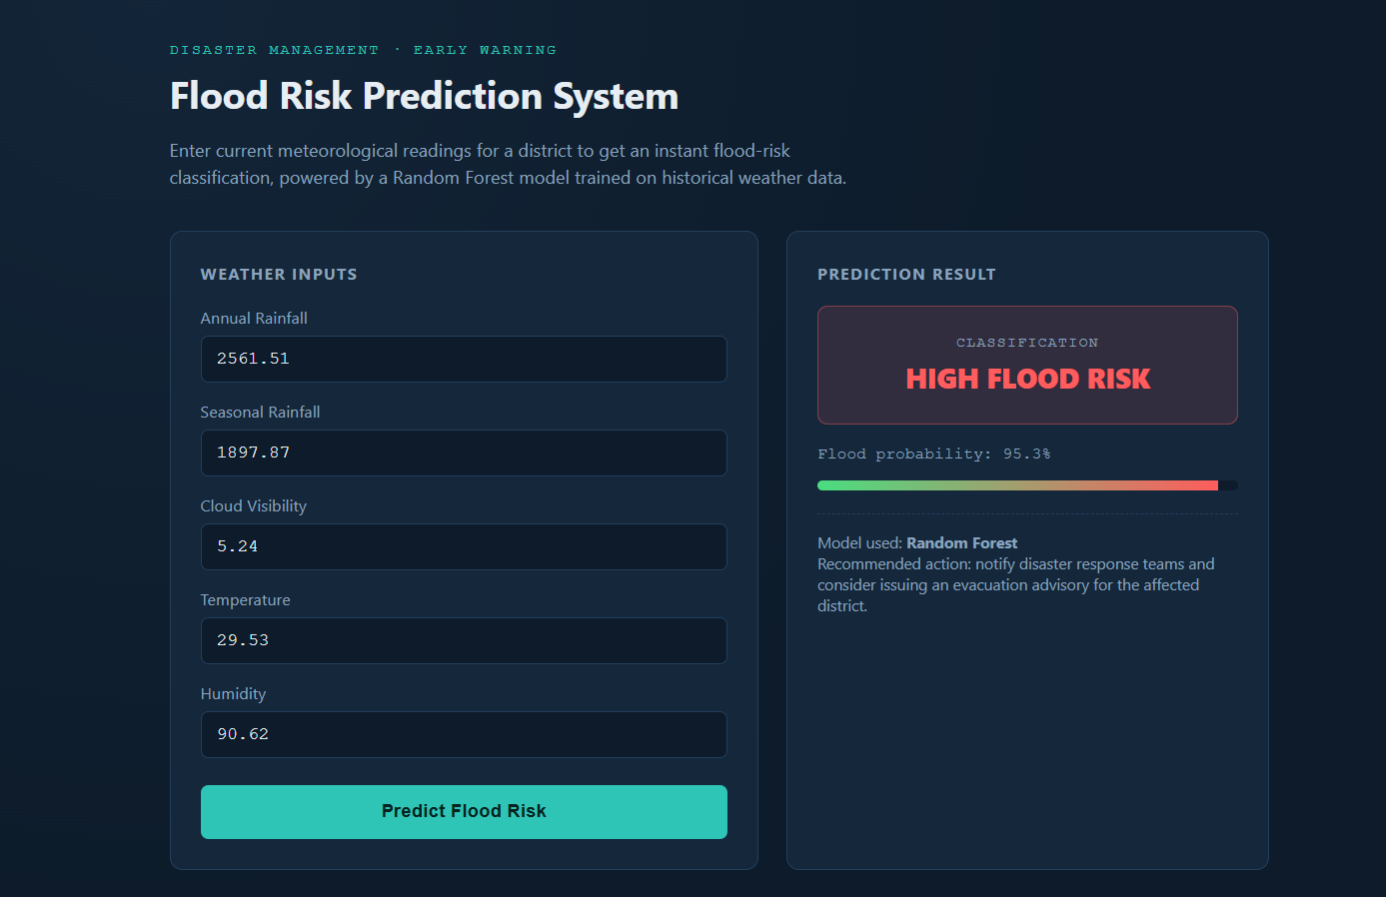 DISASTER MANAGEMENT · EARLY WARNING
Flood Risk Prediction System
Enter current meteorological readings for a district to get an instant flood-risk
classification, powered by a Random Forest model trained on historical weather data.
WEATHER INPUTS
Annual Rainfall
2561.51
Seasonal Rainfall
1897.87
Cloud Visibility
5.24
Temperature
29.53
Humidity
90.62
Predict Flood Risk
PREDICTION RESULT
CLASSIFICATION
HIGH FLOOD RISK
Flood probability: 95.3%
Model used: Random Forest
Recommended action: notify disaster response teams and
consider issuing an evacuation advisory for the affected
district.